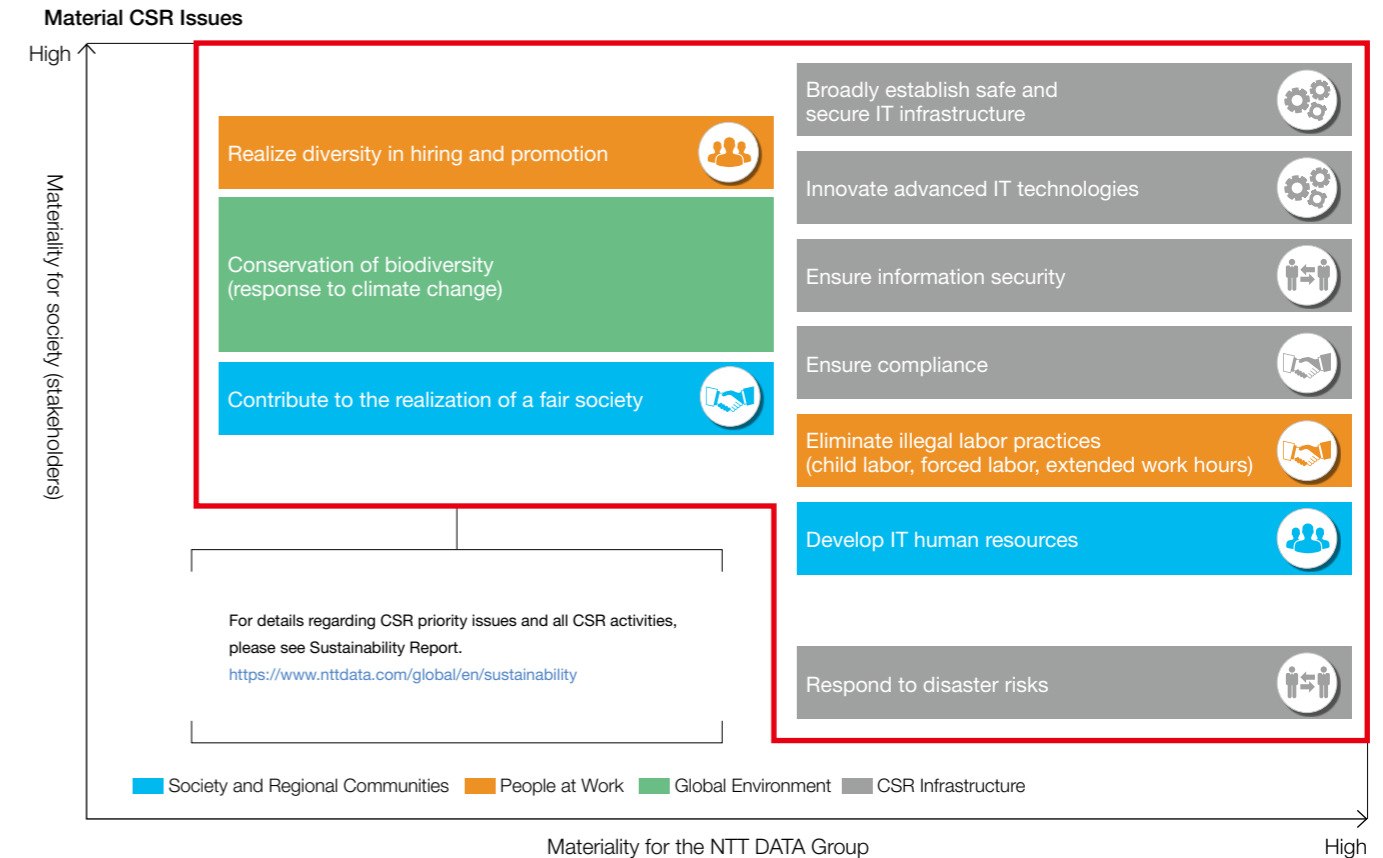 Material CSR Issues
High
Materiality for society (stakeholders)
Realize diversity in hiring and promotion
Conservation of biodiversity
(response to climate change)
Contribute to the realization of a fair society
Broadly establish safe and
secure IT infrastructure
Innovate advanced IT technologies
Ensure information security
Ensure compliance
Eliminate illegal labor practices
(child labor, forced labor, extended work hours)
Develop IT human resources
Respond to disaster risks
For details regarding CSR priority issues and all CSR activities,
please see Sustainability Report.
https://www.nttdata.com/global/en/sustainability
Society and Regional Communities People at Work Global Environment CSR Infrastructure
Materiality for the NTT DATA Group
High